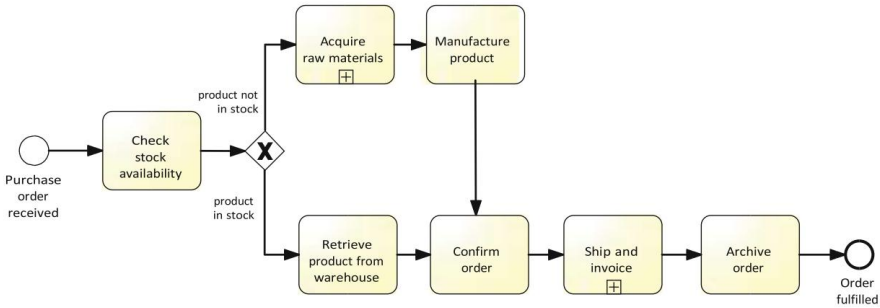 Acquire
raw materials
Manufacture
product
product not
in stock
Check
stock
availability
X
Purchase
order
received
product
in stock
Retrieve
product from
warehouse
Confirm
order
Ship and
invoice
Archive
order
Order
fulfilled